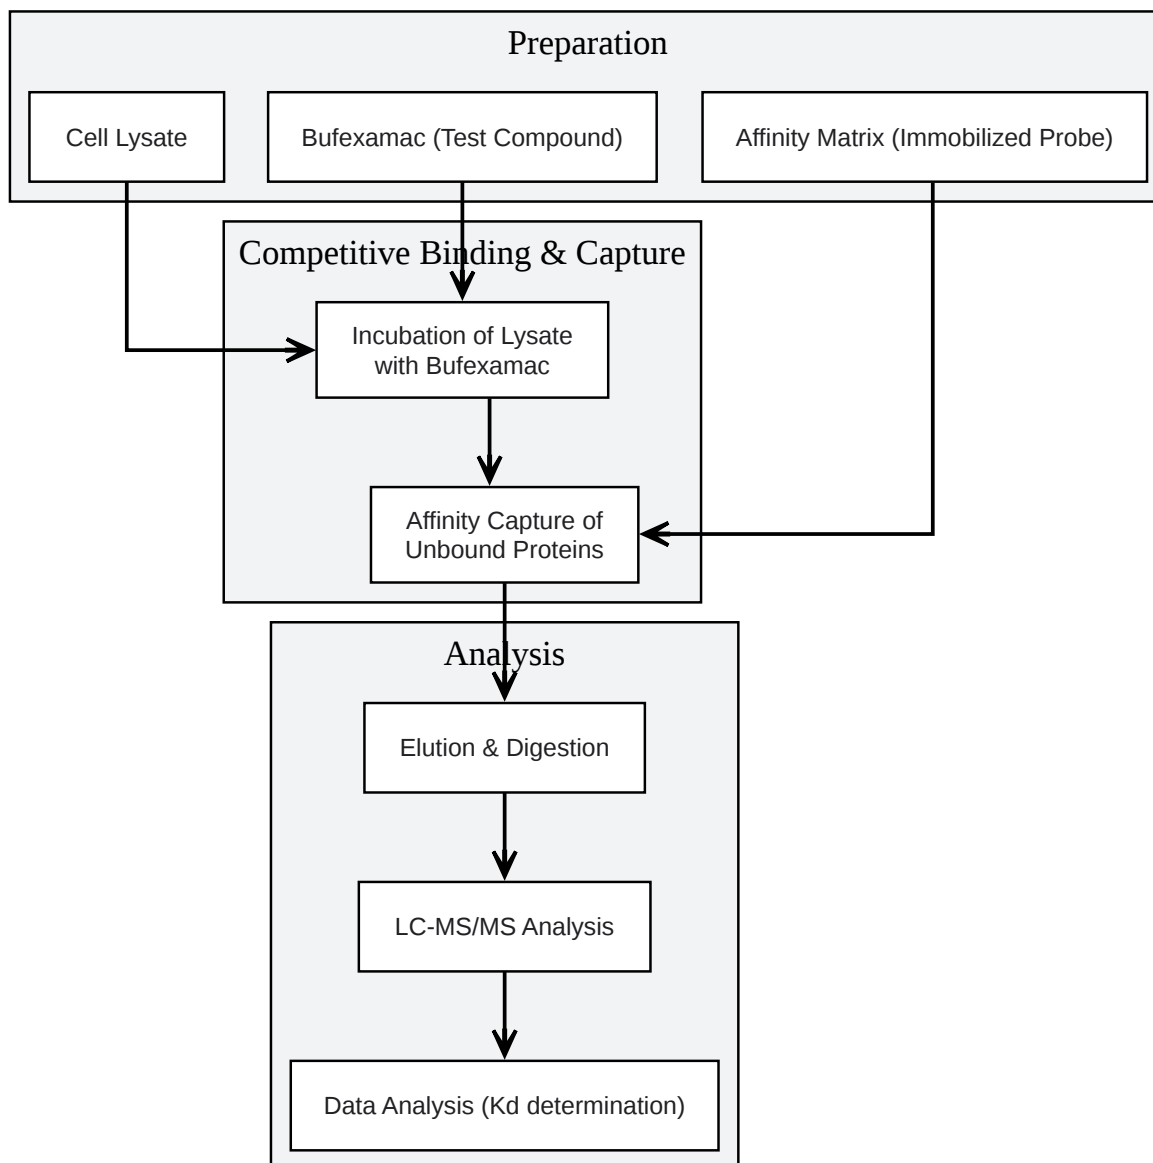 Preparation
Cell Lysate
Bufexamac (Test Compound)
Affinity Matrix (Immobilized Probe)
Competitive Binding & Capture
Incubation of Lysate
with Bufexamac
Affinity Capture of
Unbound Proteins
Analysis
Elution & Digestion
LC-MS/MS Analysis
Data Analysis (Kd determination)